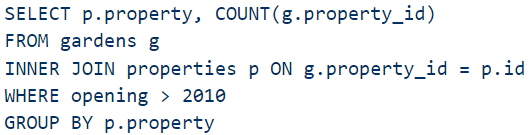 SELECT p.property, COUNT(g.property_id)
FROM gardens g
INNER JOIN properties p ON g.property_id = p.id
WHERE opening > 2010
GROUP BY p.property